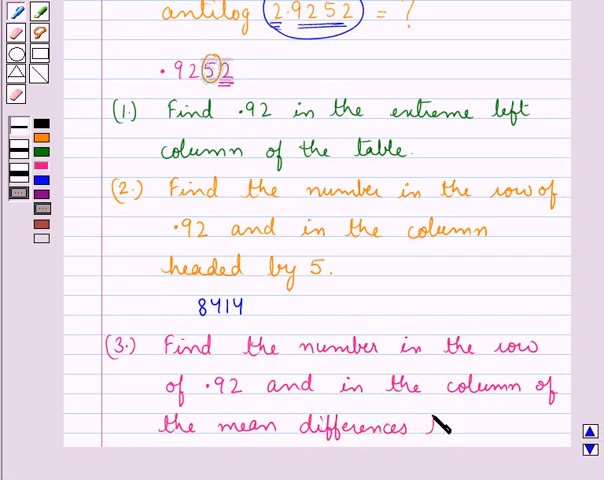 antilog 2.9252 = ?
.9252
(1.) Find .92 in the extreme left
column of the table.
(2.) Find the number in the row of
.92 and in the column
headed by 5.
8414
(3.) Find the number in the row
of .92 and in the column of
the mean differences